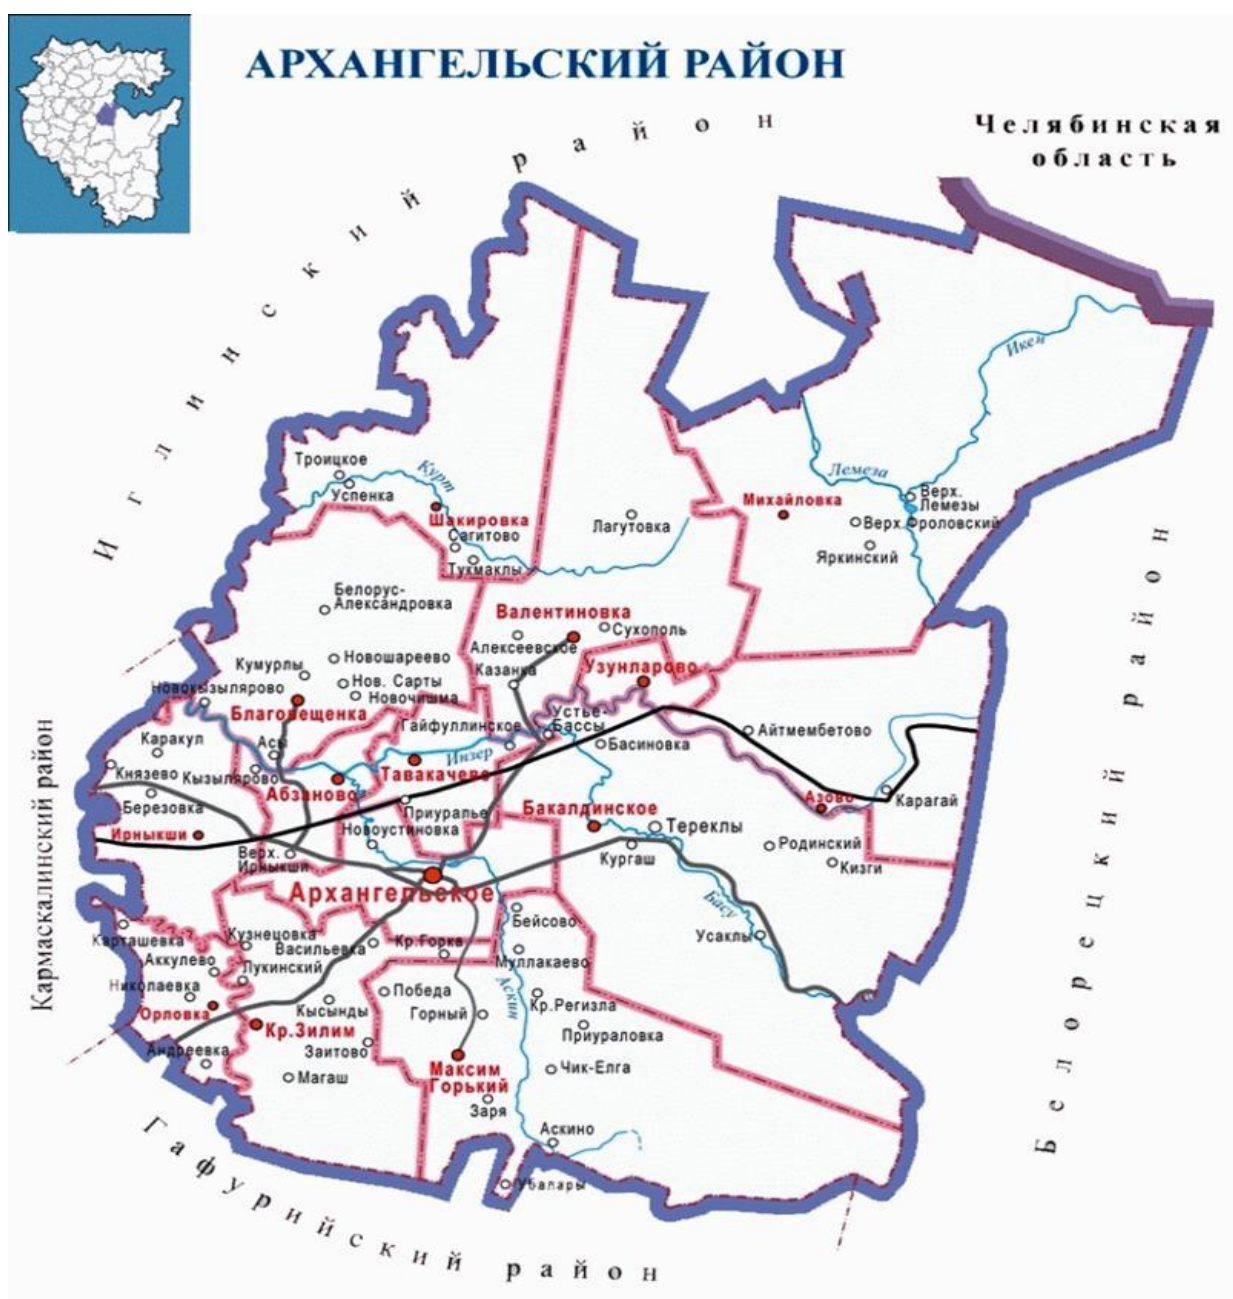 АРХАНГЕЛЬСКИЙ РАЙОН
Челябинская
область
Иглинский район
Икен
Троицкое
Курт
Успенка
Лемеза
Верх.
Лемезы
Михайловка
Шакировка
Лагутовка
Верх.Фроловский
Сагитово
Яркинский
Тукмаклы
Белорус-
Александровка
Валентиновка
Сухополь
Алексеевское
Новошареево
Кумурлы
Узунларово
Казанка
Нов. Сарты
Новокызылярово
Новочишма
Благовещенка
Устье-
Бассы
Гайфуллинское
Айтмембетово
Каракул
Асы
Басиновка
Инзер
Князево
Кызылярово
Тавакачево
Абзаново
Карагай
Азово
Березовка
Бакалдинское
Приуралье
Ирныкши
Новоустиновка
Тереклы
Родинский
Верх.
Ирныкши
Кургаш
Кизги
Архангельское
Басу
Бейсово
Карташевка
Кузнецовка
Васильевка
Кр.Горка
Усаклы
Аккулево
Лукинский
Муллакаево
Николаевка
Победа
Аскин
Кр.Регизла
Орловка
Кысынды
Горный
Кр.Зилим
Приураловка
Андреевка
Заитово
Максим
Горький
Чик-Елга
Магаш
Заря
Аскино
Убалары
Кармаскалинский район
Белорецкий район
Гафурийский район